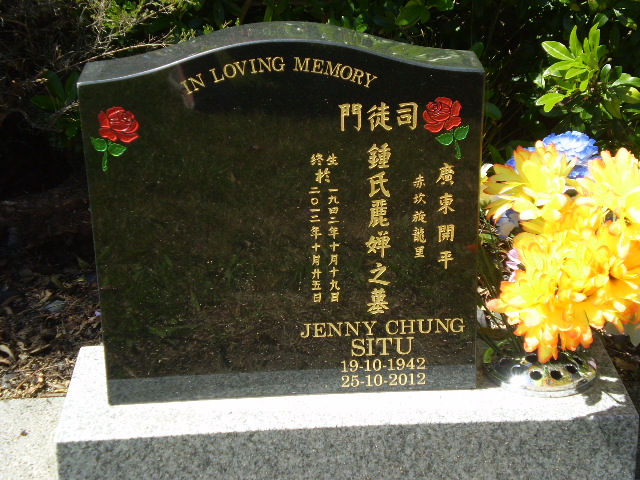 IN LOVING MEMORY
廣東開平
赤坎旋龍里
門徒司
鍾氏麗嬋之墓
生 一九四二年十月十九日
終於 二〇一二年十月廿五日
JENNY CHUNG
SITU
19-10-1942
25-10-2012